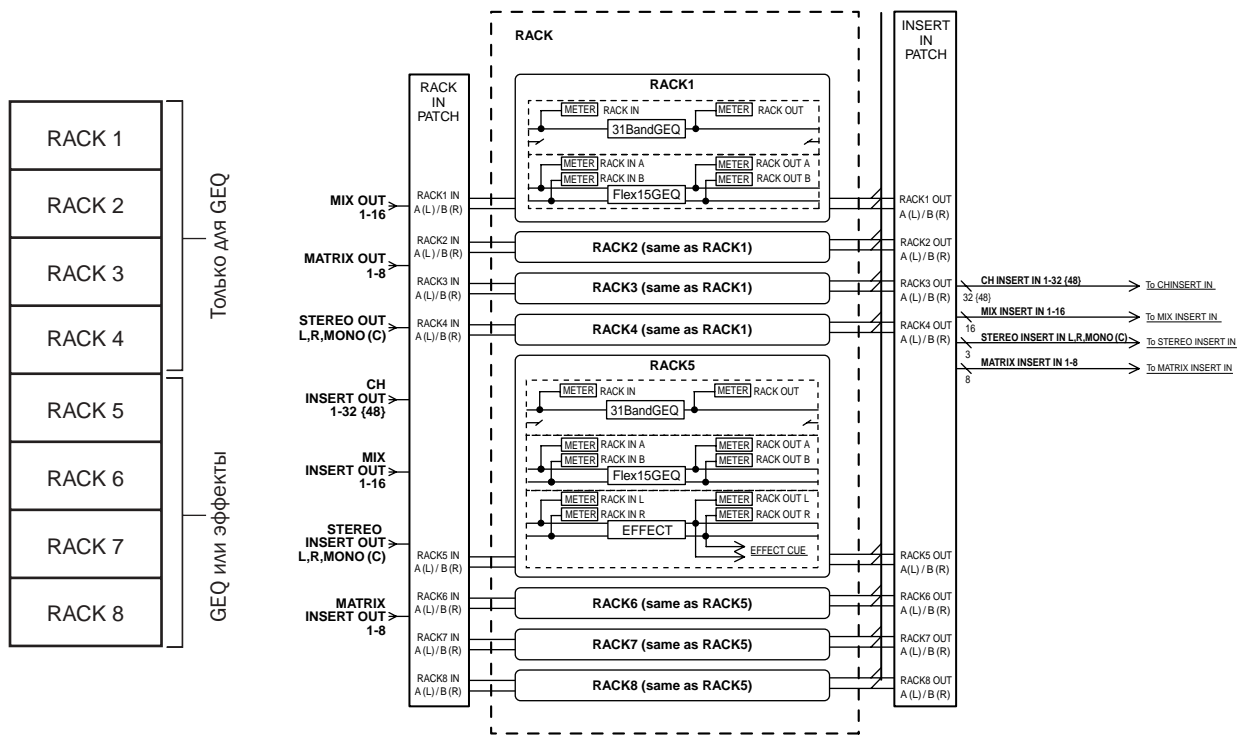 RACK 1
RACK 2
RACK 3
RACK 4
RACK 5
RACK 6
RACK 7
RACK 8
Только для GEQ
GEQ или эффекты
MIX OUT
1-16
MATRIX OUT
1-8
STEREO OUT
L,R,MONO (C)
CH
INSERT OUT
1-32 {48}
MIX
INSERT OUT
1-16
STEREO
INSERT OUT
L,R,MONO (C)
MATRIX
INSERT OUT
1-8
RACK
IN
PATCH
RACK1 IN
A (L) / B (R)
RACK2 IN
A (L) / B (R)
RACK3 IN
A (L) / B (R)
RACK4 IN
A (L) / B (R)
RACK5 IN
A (L) / B (R)
RACK6 IN
A (L) / B (R)
RACK7 IN
A (L) / B (R)
RACK8 IN
A (L) / B (R)
RACK
RACK1
METER RACK IN METER RACK OUT
31BandGEQ
METER RACK IN A METER RACK OUT A
METER RACK IN B METER RACK OUT B
Flex15GEQ
RACK2 (same as RACK1)
RACK3 (same as RACK1)
RACK4 (same as RACK1)
RACK5
METER RACK IN METER RACK OUT
31BandGEQ
METER RACK IN A METER RACK OUT A
METER RACK IN B METER RACK OUT B
Flex15GEQ
METER RACK IN L METER RACK OUT L
METER RACK IN R METER RACK OUT R
EFFECT
EFFECT CUE
RACK6 (same as RACK5)
RACK7 (same as RACK5)
RACK8 (same as RACK5)
INSERT
IN
PATCH
RACK1 OUT
A (L) / B (R)
RACK2 OUT
A (L) / B (R)
RACK3 OUT
A (L) / B (R)
RACK4 OUT
A (L) / B (R)
RACK5 OUT
A (L) / B (R)
RACK6 OUT
A (L) / B (R)
RACK7 OUT
A (L) / B (R)
RACK8 OUT
A (L) / B (R)
CH INSERT IN 1-32 {48} To CHINSERT IN
32 {48}
MIX INSERT IN 1-16 To MIX INSERT IN
16
STEREO INSERT IN L,R,MONO (C) To STEREO INSERT IN
3
MATRIX INSERT IN 1-8 To MATRIX INSERT IN
8